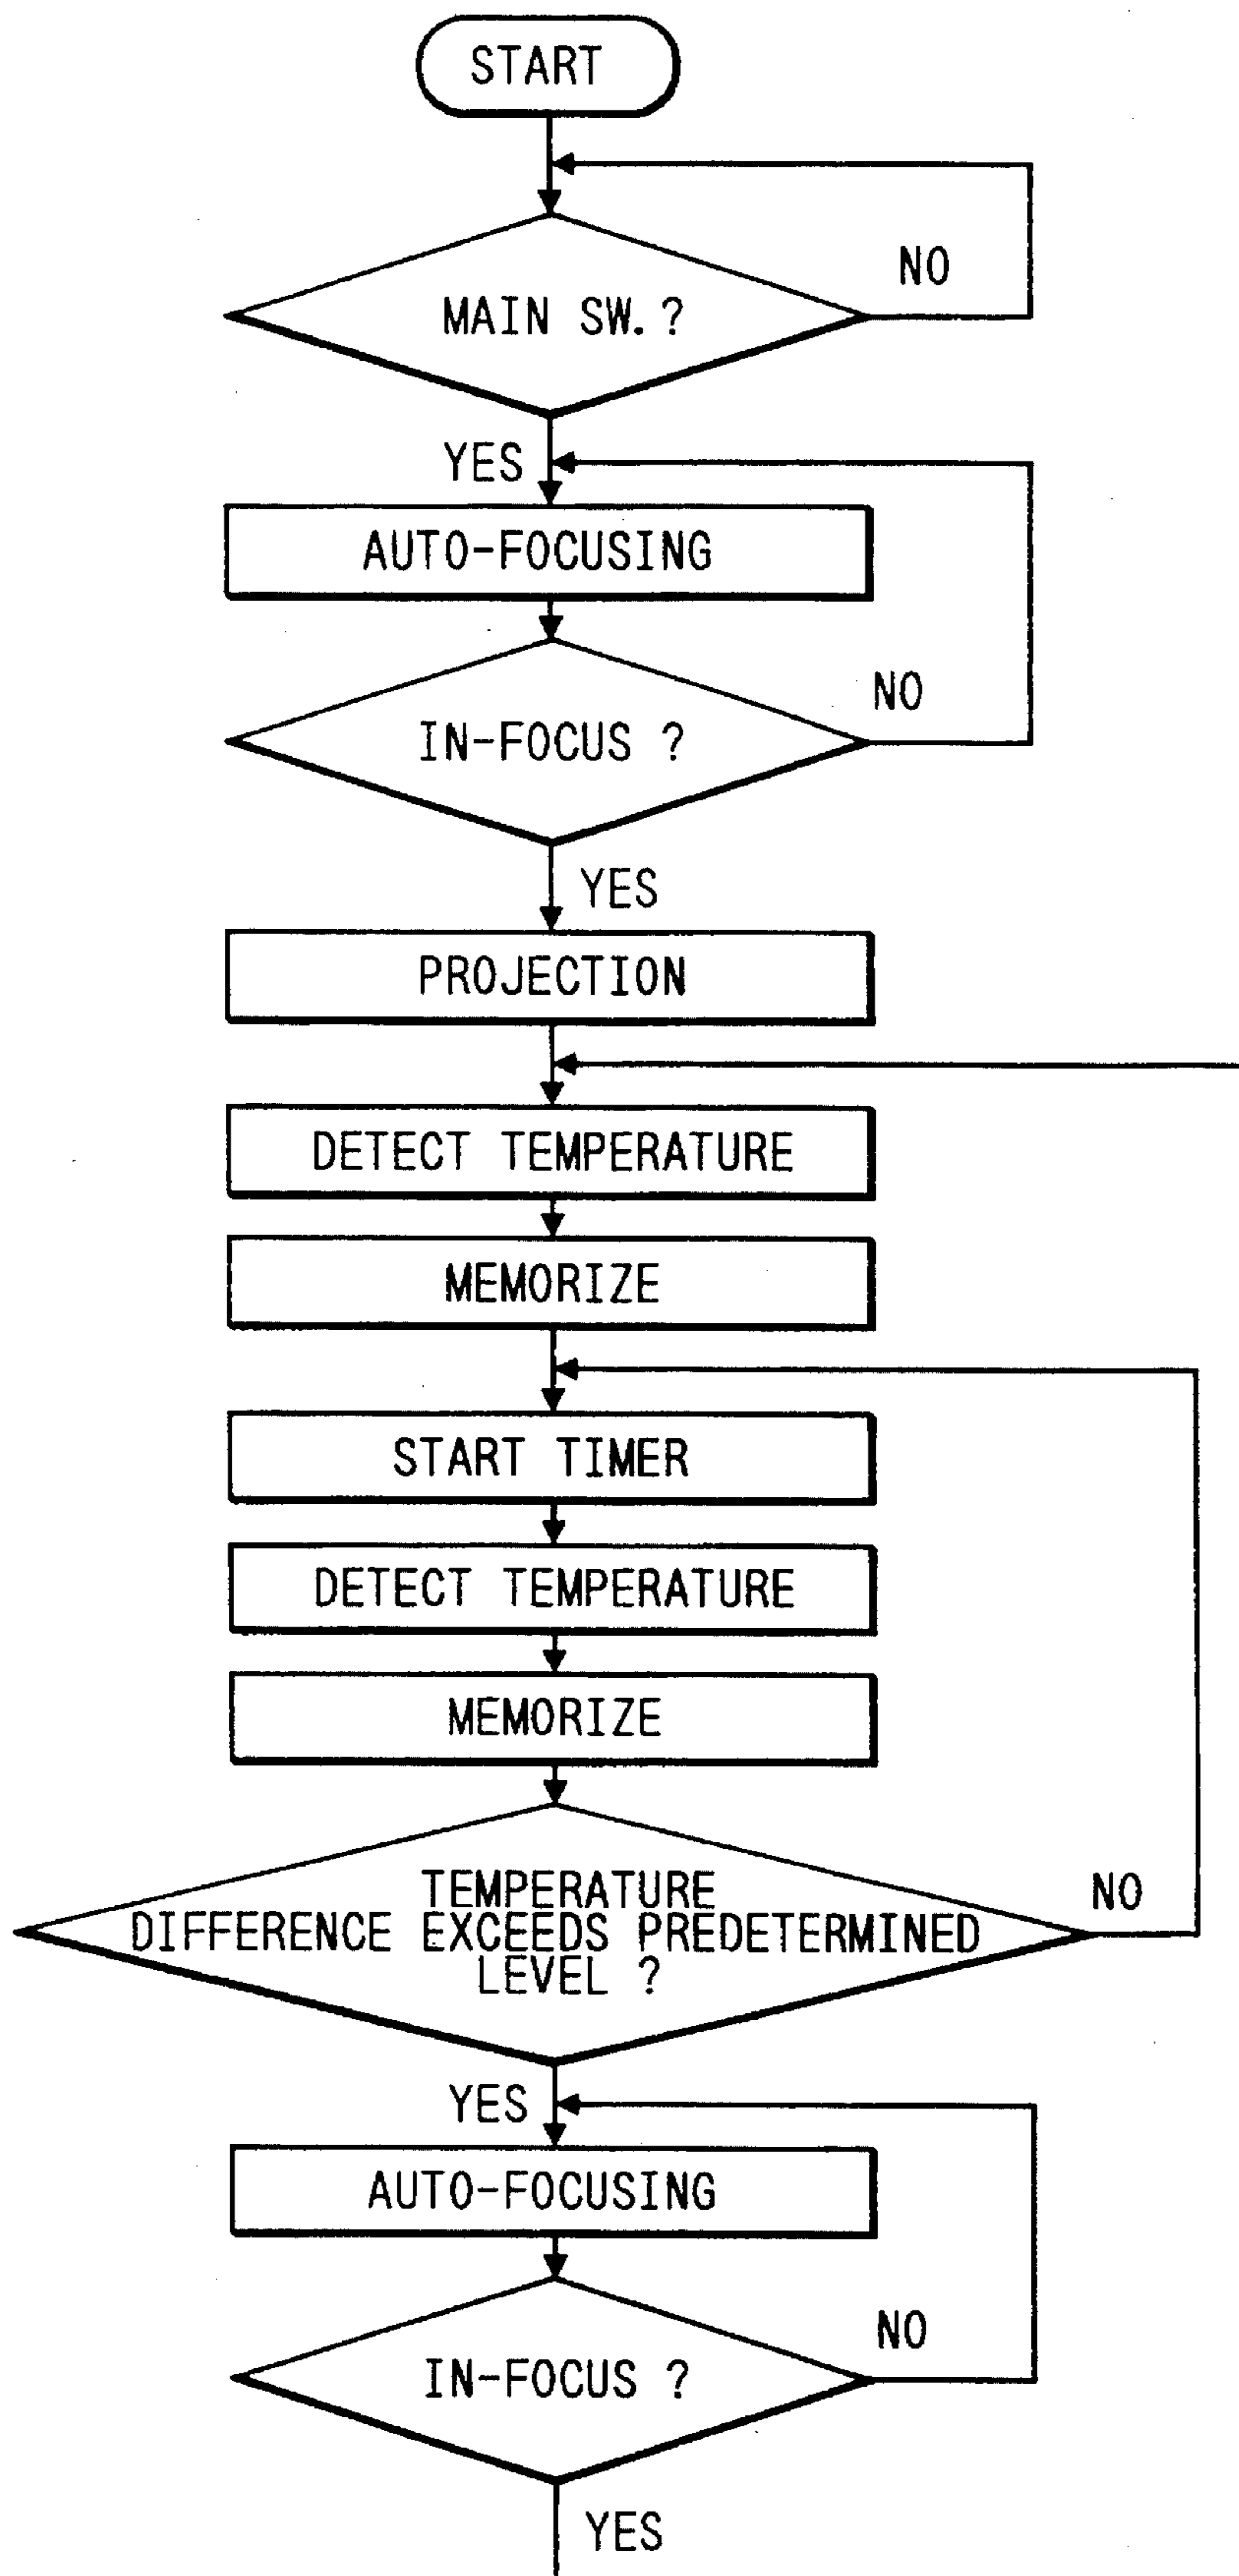 START
NO
MAIN SW. ?
YES
AUTO-FOCUSING
NO
IN-FOCUS ?
YES
PROJECTION
DETECT TEMPERATURE
MEMORIZE
START TIMER
DETECT TEMPERATURE
MEMORIZE
TEMPERATURE
NO
DIFFERENCE EXCEEDS PREDETERMINED
LEVEL ?
YES
AUTO-FOCUSING
NO
IN-FOCUS ?
YES